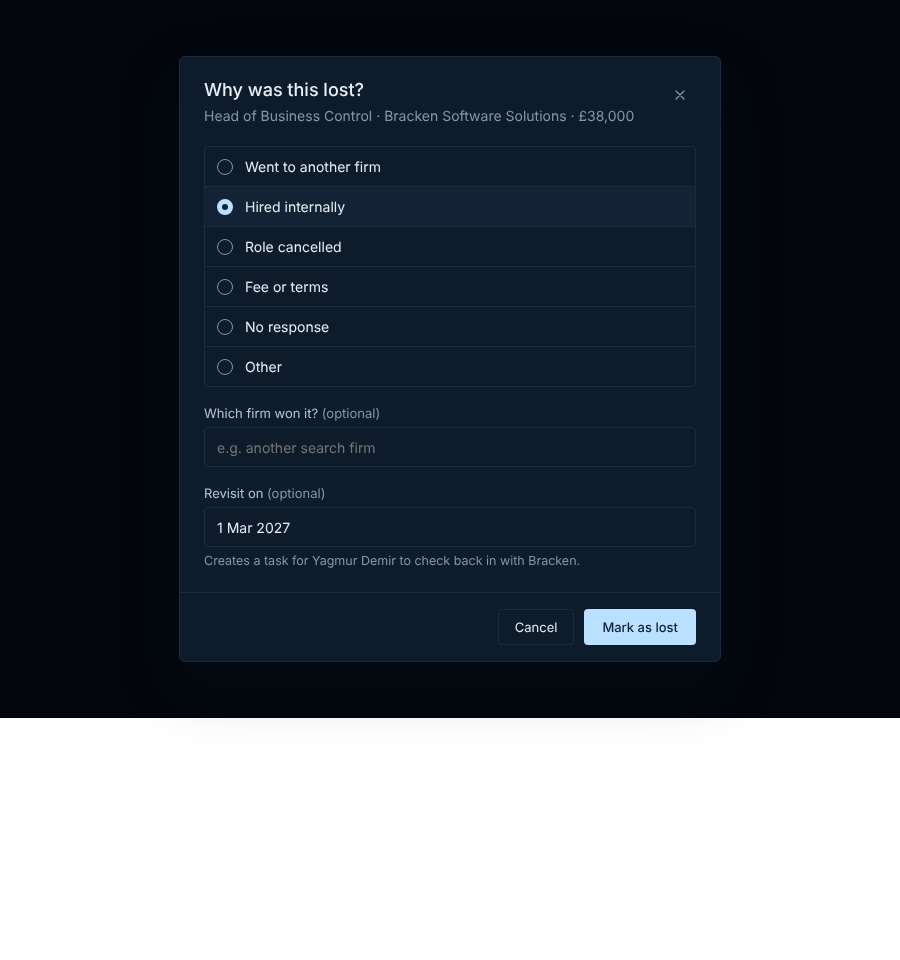 Why was this lost?
Head of Business Control · Bracken Software Solutions · £38,000
Went to another firm
Hired internally
Role cancelled
Fee or terms
No response
Other
Which firm won it? (optional)
e.g. another search firm
Revisit on (optional)
1 Mar 2027
Creates a task for Yagmur Demir to check back in with Bracken.
Cancel
Mark as lost